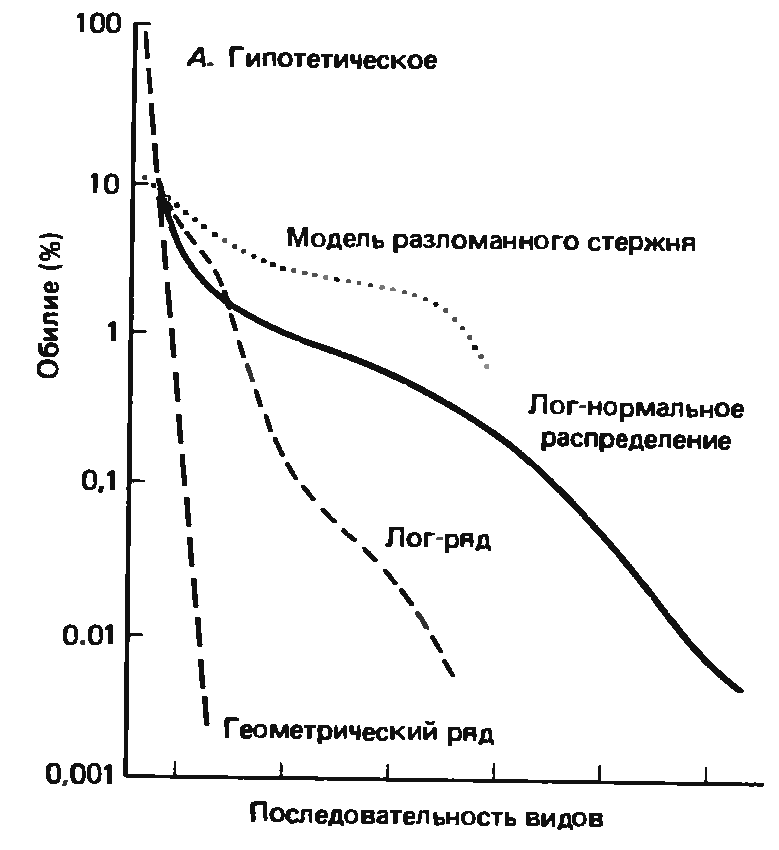 100
А. Гипотетическое
10
Модель разломанного стержня
Обилие (%)
1
Лог-нормальное
распределение
0,1
Лог-ряд
0.01
Геометрический ряд
0,001
Последовательность видов